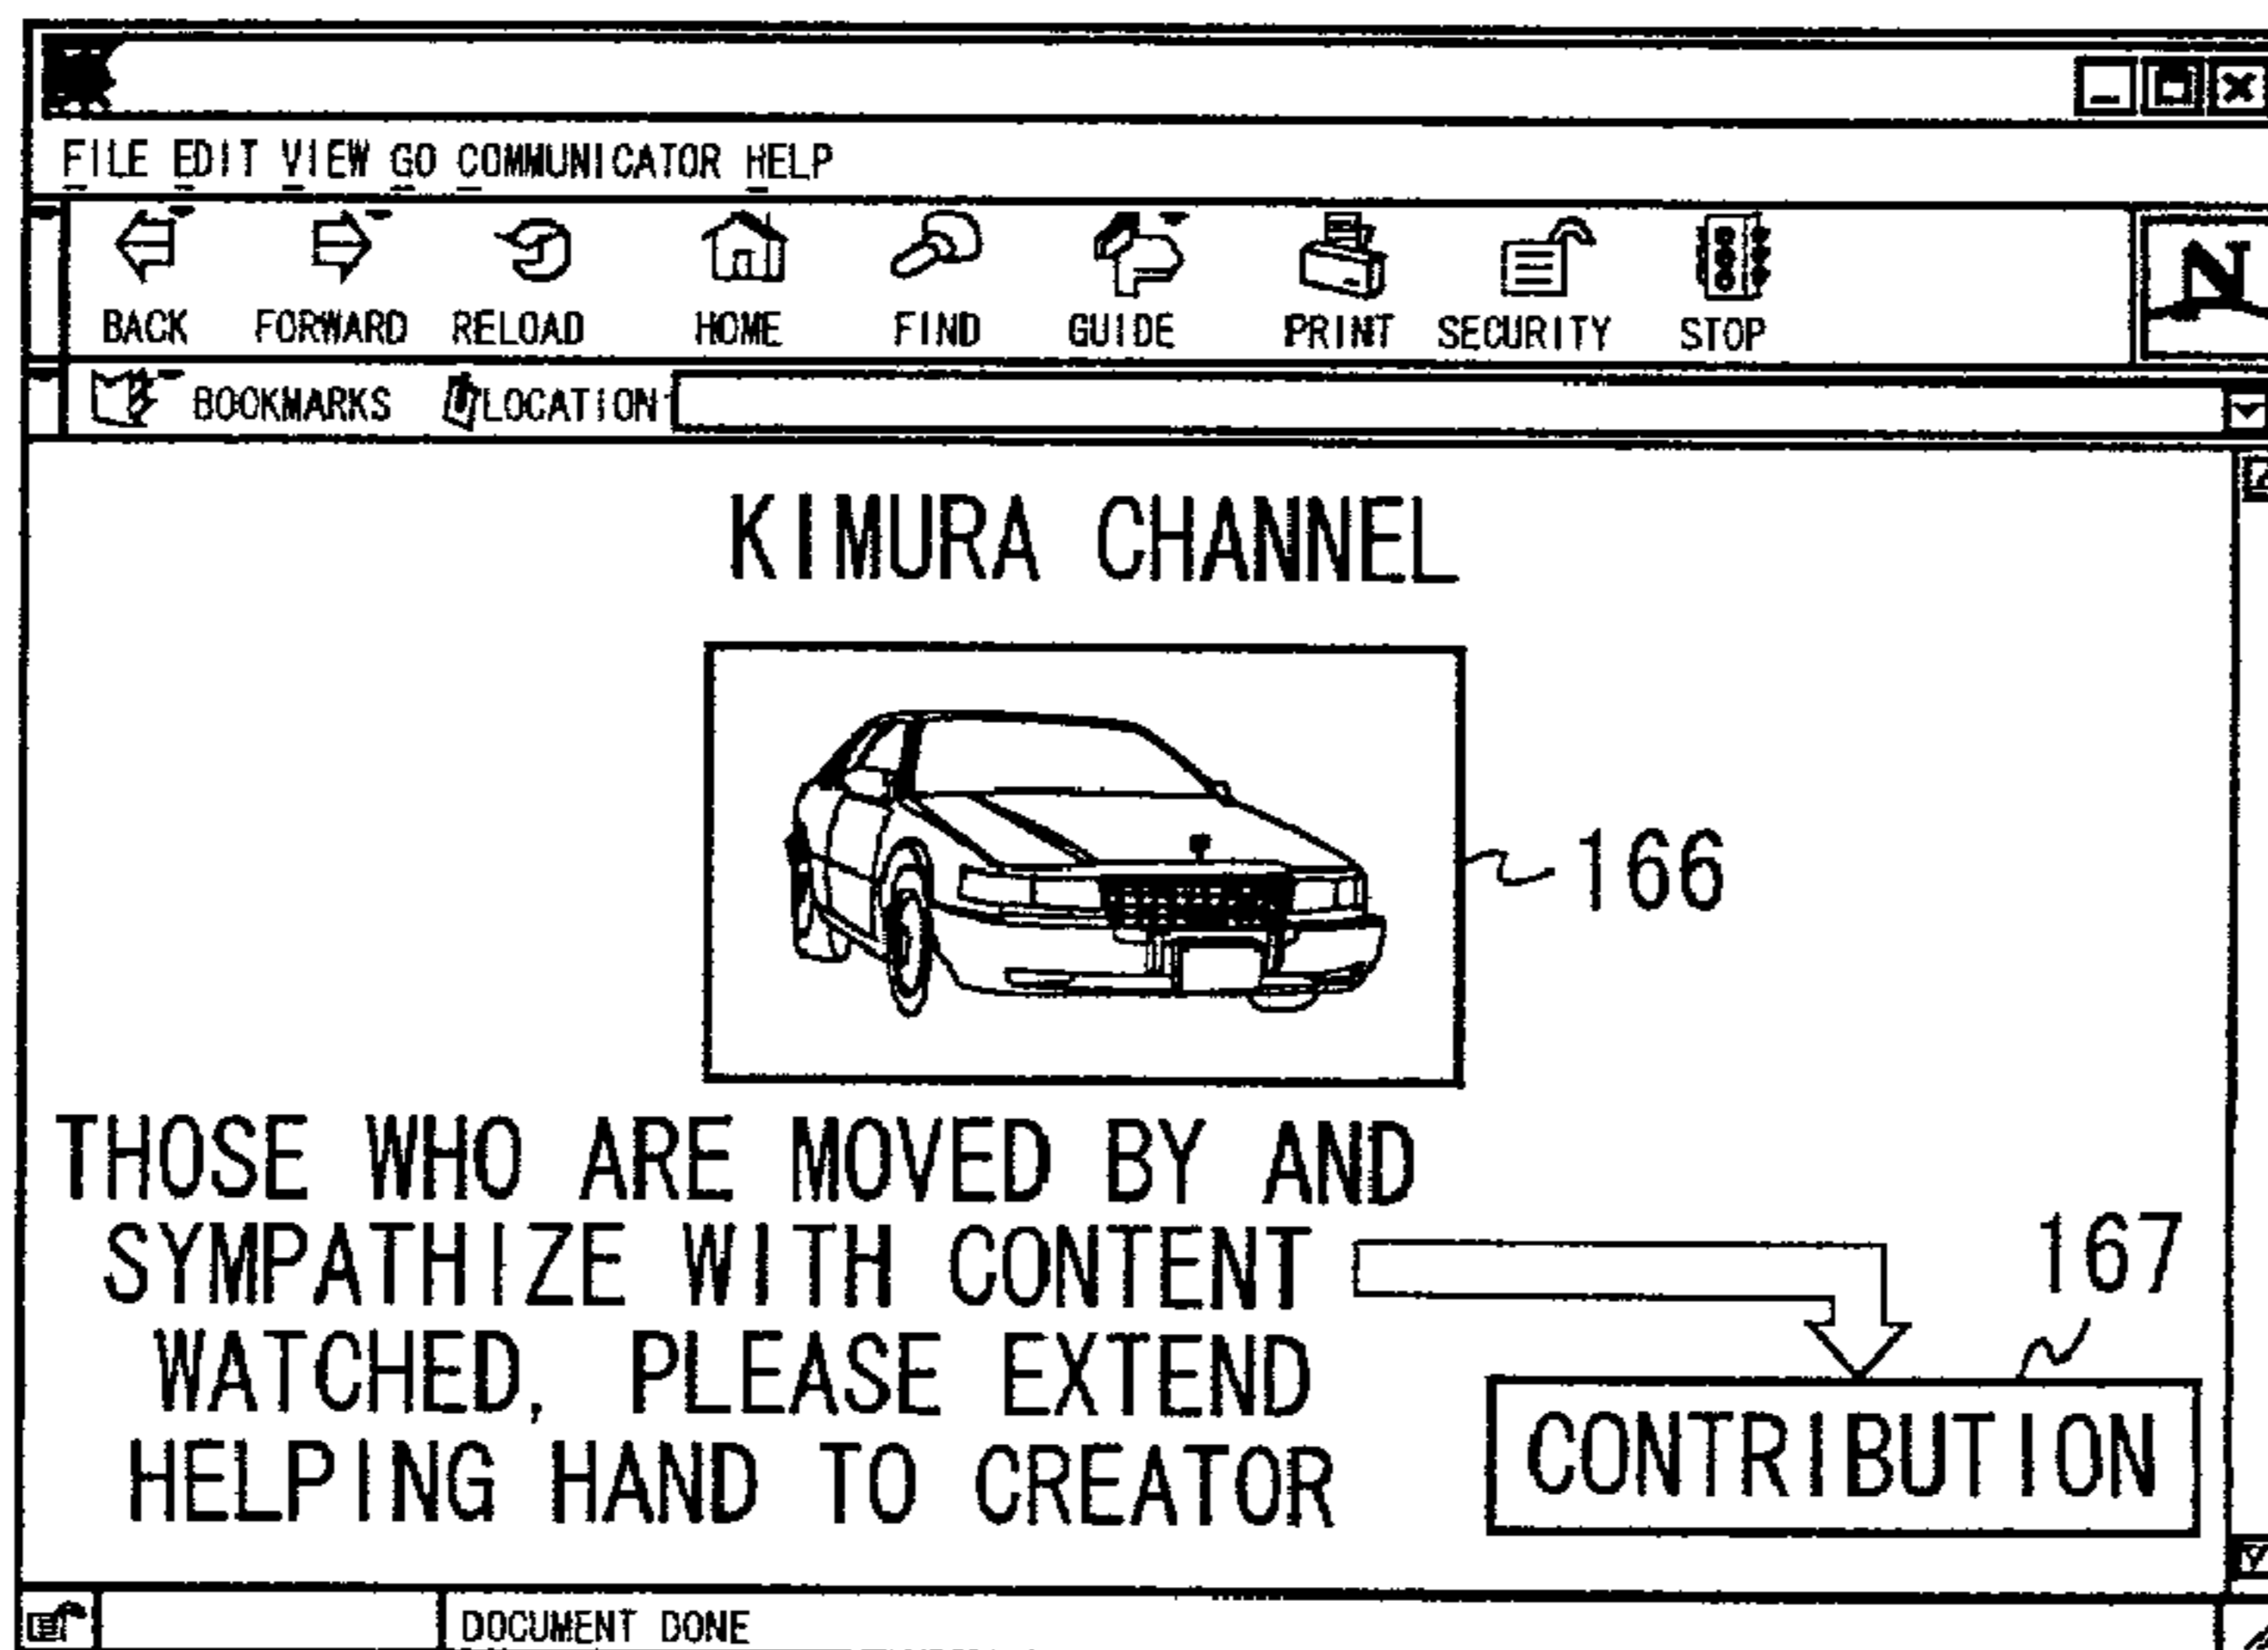 FILE EDIT VIEW GO COMMUNICATOR HELP
BACK FORWARD RELOAD HOME FIND GUIDE PRINT SECURITY STOP
N
BOOKMARKS LOCATION
KIMURA CHANNEL
166
THOSE WHO ARE MOVED BY AND
SYMPATHIZE WITH CONTENT
WATCHED, PLEASE EXTEND
HELPING HAND TO CREATOR
167
CONTRIBUTION
DOCUMENT DONE